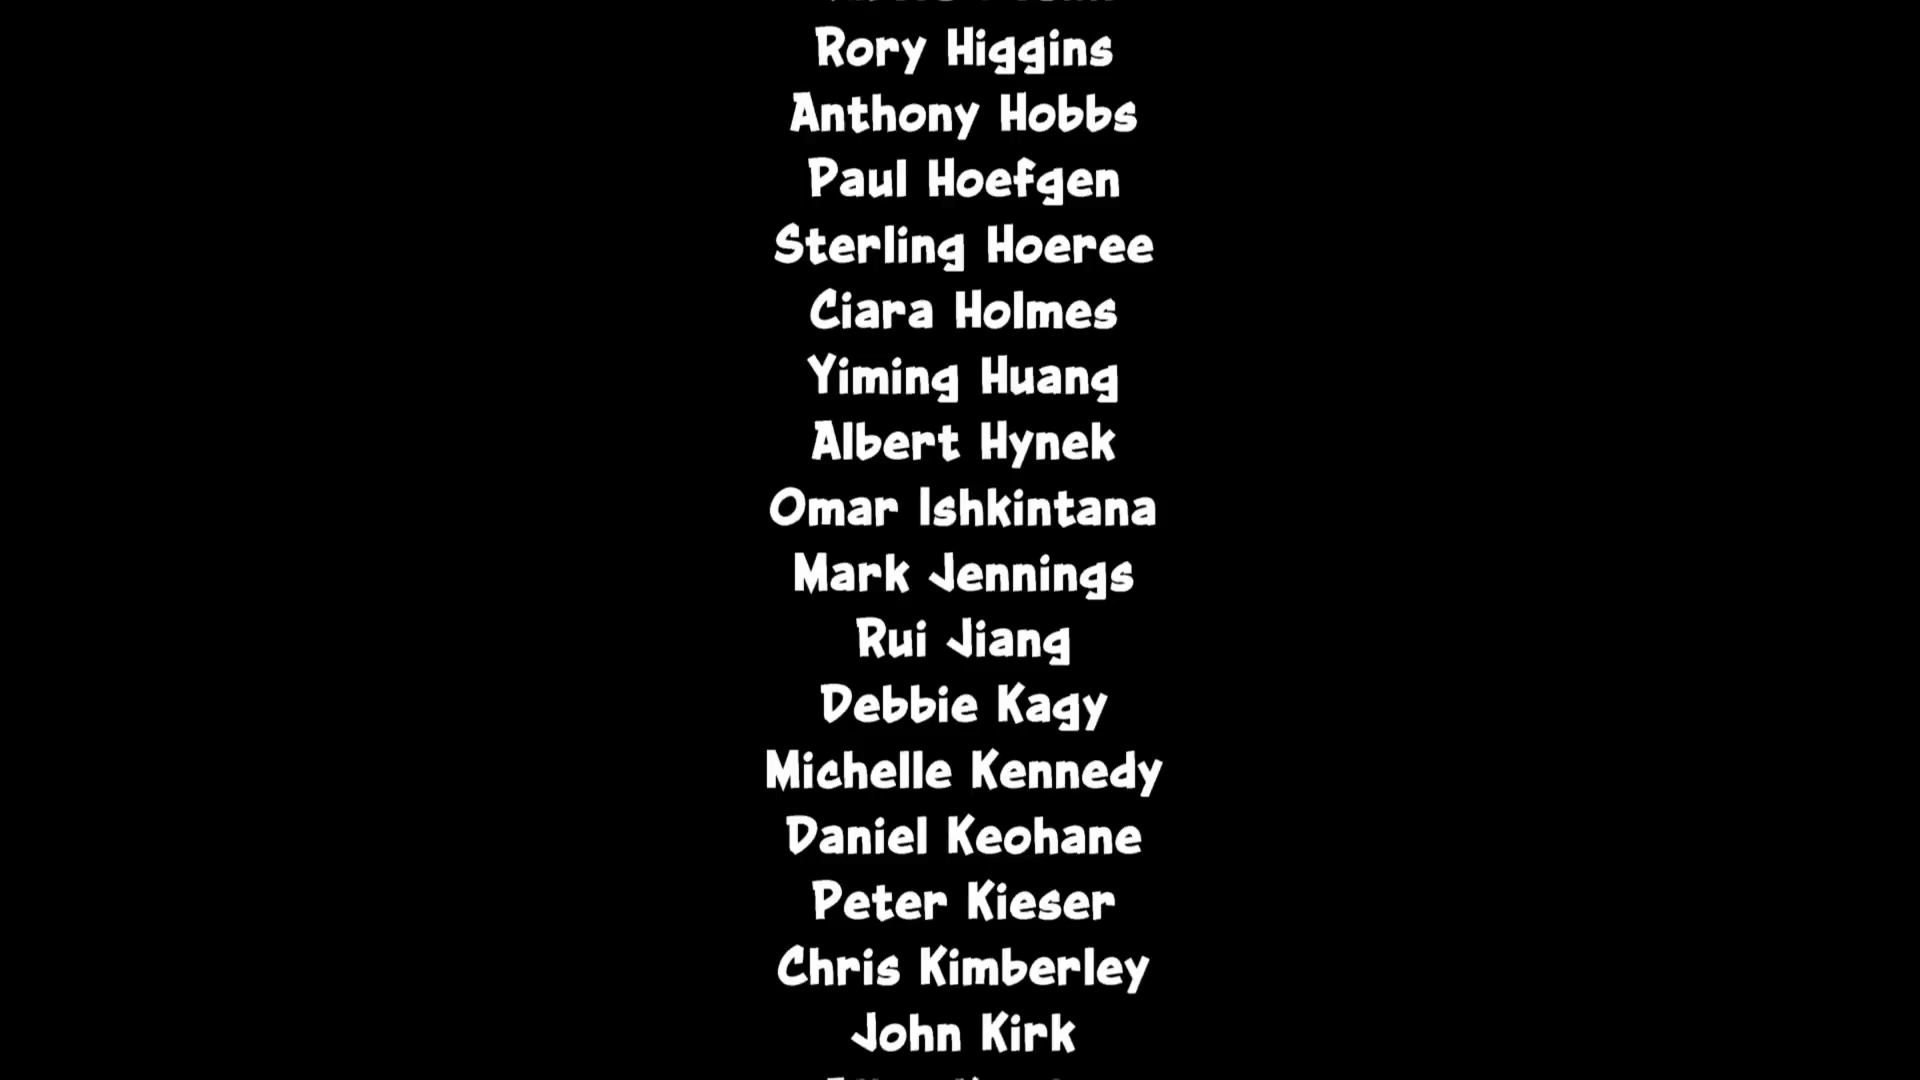 Rory Higgins
Anthony Hobbs
Paul Hoefgen
Sterling Hoeree
Ciara Holmes
Yiming Huang
Albert Hynek
Omar Ishkintana
Mark Jennings
Rui Jiang
Debbie Kagy
Michelle Kennedy
Daniel Keohane
Peter Kieser
Chris Kimberley
John Kirk